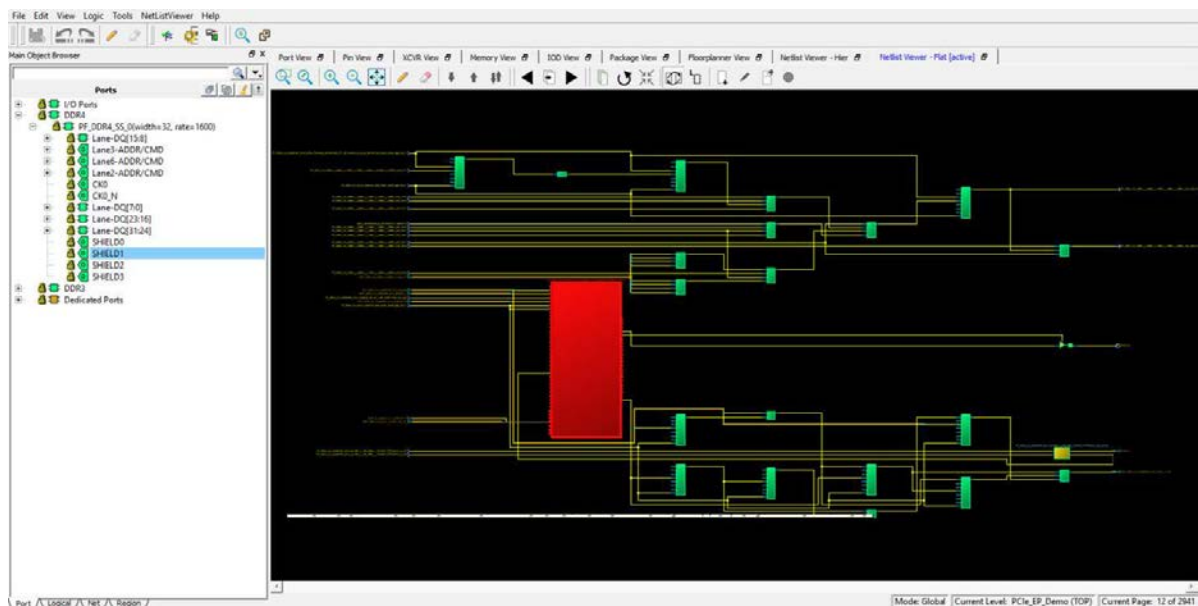 File Edit View Logic Tools NetListViewer Help
Main Object Browser
Port View
Pin View
XCVR View
Memory View
IOD View
Package View
Floorplanner View
Netlist Viewer - Hier
Netlist Viewer - Flat [active]
Ports
I/O Ports
DDR4
PF_DDR4_SS_0(width=32, rate=1600)
Lane-DQ[15:8]
Lane3-ADDR/CMD
Lane6-ADDR/CMD
Lane2-ADDR/CMD
CK0
CK0_N
Lane-DQ[7:0]
Lane-DQ[23:16]
Lane-DQ[31:24]
SHIELD0
SHIELD1
SHIELD2
SHIELD3
DDR3
Dedicated Ports
Port Logical Net Region
Mode: Global Current Level: PCIe_EP_Demo (TOP) Current Page: 12 of 2941